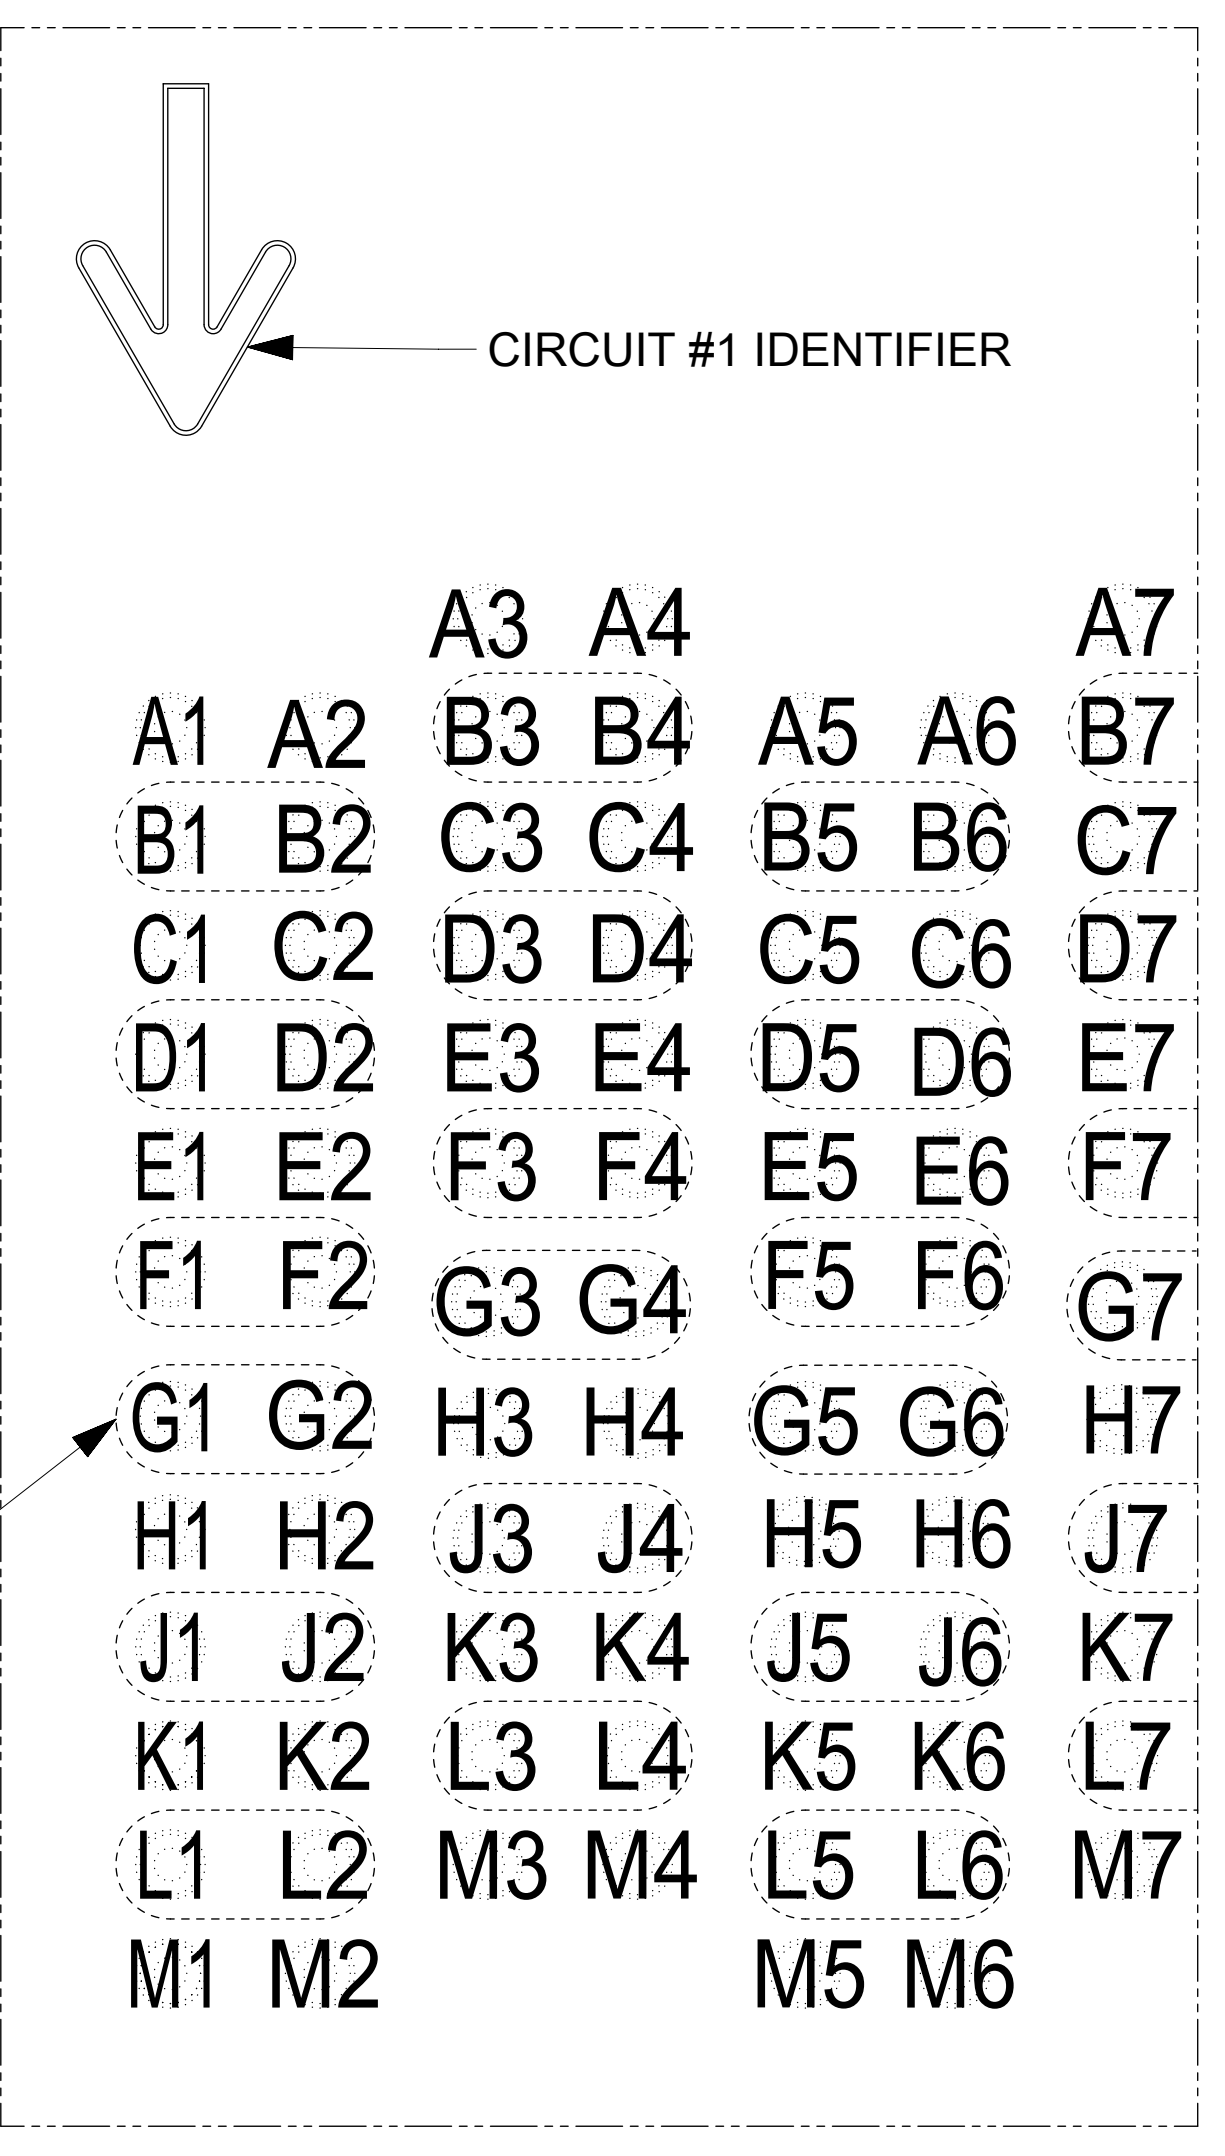 CIRCUIT #1 IDENTIFIER
A3 A4 A7
A1 A2 B3 B4 A5 A6 B7
B1 B2 C3 C4 B5 B6 C7
C1 C2 D3 D4 C5 C6 D7
D1 D2 E3 E4 D5 D6 E7
E1 E2 F3 F4 E5 E6 F7
F1 F2 G3 G4 F5 F6 G7
G1 G2 H3 H4 G5 G6 H7
H1 H2 J3 J4 H5 H6 J7
J1 J2 K3 K4 J5 J6 K7
K1 K2 L3 L4 K5 K6 L7
L1 L2 M3 M4 L5 L6 M7
M1 M2 M5 M6